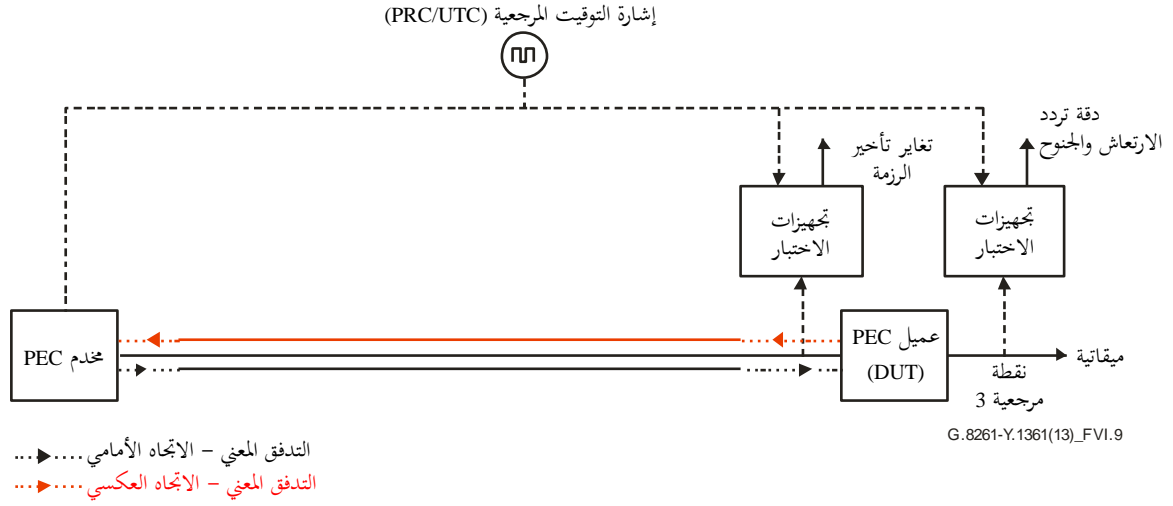 إشارة التوقيت المرجعية (PRC/UTC)
دقة تردد
الارتعاش والجنوح
تغاير تأخير
الرزمة
تجهيزات
الاختبار
تجهيزات
الاختبار
مخدم PEC
عميل PEC
(DUT)
ميقاتية
نقطة
مرجعية 3
G.8261-Y.1361(13)_FVI.9
التدفق المعني – الاتجاه الأمامي
التدفق المعني – الاتجاه العكسي